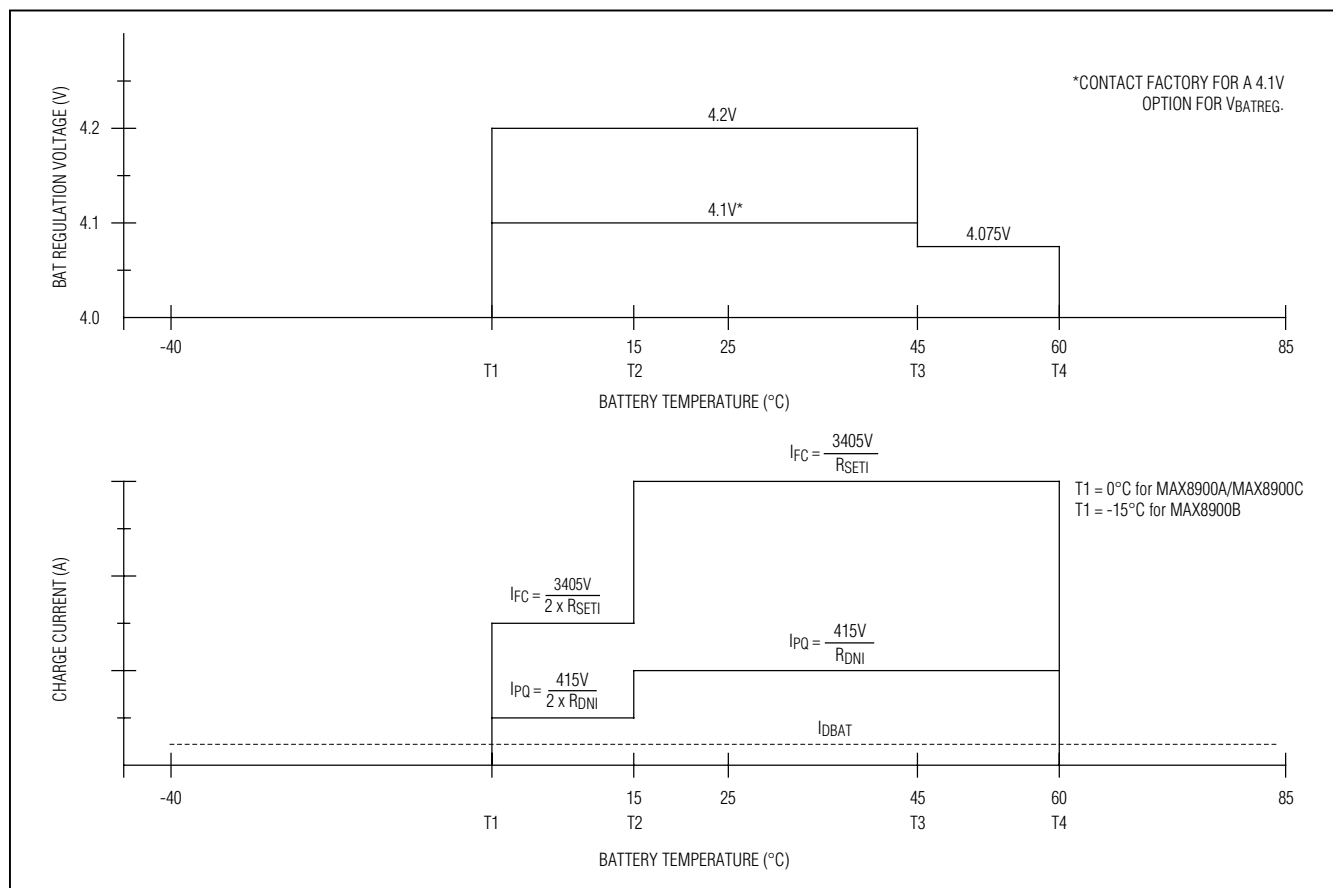 *CONTACT FACTORY FOR A 4.1V
OPTION FOR VBATREG.
BAT REGULATION VOLTAGE (V)
4.2
4.1
4.0
4.2V
4.1V*
4.075V
-40
15
25
45
60
85
T1
T2
T3
T4
BATTERY TEMPERATURE (°C)
IFC = 3405V
RSETI
T1 = 0°C for MAX8900A/MAX8900C
T1 = -15°C for MAX8900B
CHARGE CURRENT (A)
IFC = 3405V
2 x RSETI
IPQ = 415V
RDNI
IPQ = 415V
2 x RDNI
IDBAT
-40
15
25
45
60
85
T1
T2
T3
T4
BATTERY TEMPERATURE (°C)